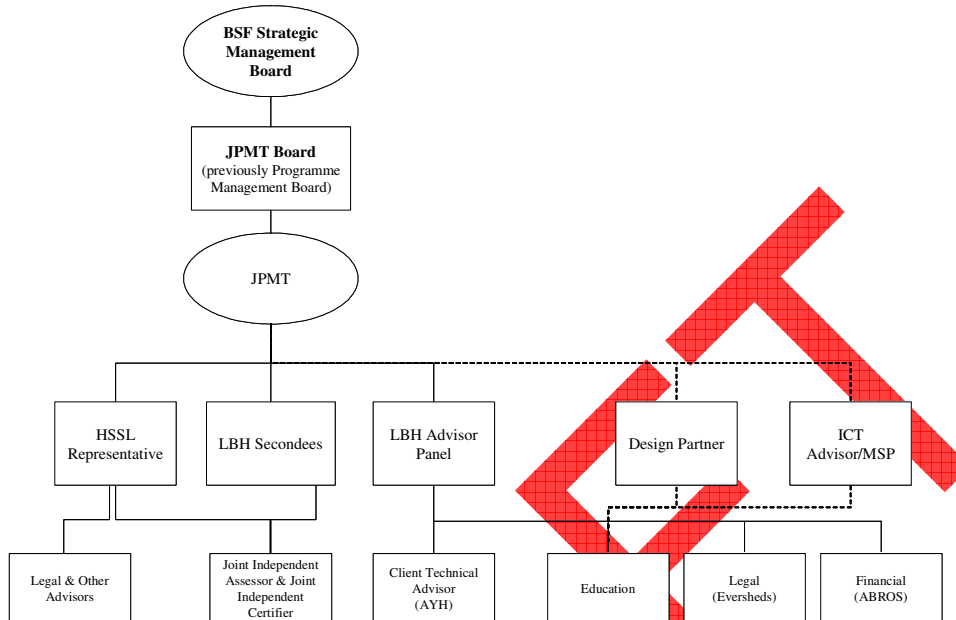 BSF Strategic
Management
Board
JPMT Board
(previously Programme
Management Board)
JPMT
HSSL
Representative
LBH Secondees
LBH Advisor
Panel
Design Partner
ICT
Advisor/MSP
Legal & Other
Advisors
Joint Independent
Assessor & Joint
Independent
Certifier
Client Technical
Advisor
(AYH)
Education
Legal
(Eversheds)
Financial
(ABROS)